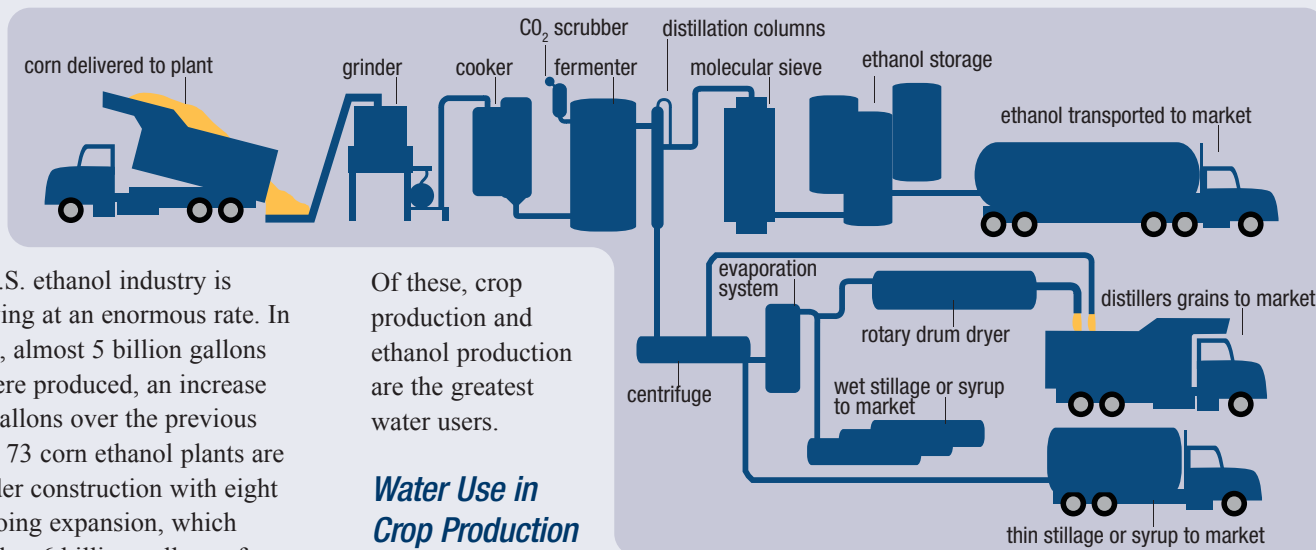 CO2 scrubber
distillation columns
corn delivered to plant
grinder
cooker
fermenter
molecular sieve
ethanol storage
ethanol transported to market
evaporation
system
distillers grains to market
rotary drum dryer
centrifuge
wet stillage or syrup
to market
thin stillage or syrup to market
.S. ethanol industry is
ing at an enormous rate. In
, almost 5 billion gallons
ere produced, an increase
allons over the previous
73 corn ethanol plants are
ler construction with eight
oing expansion, which
Of these, crop
production and
ethanol production
are the greatest
water users.
Water Use in
Crop Production